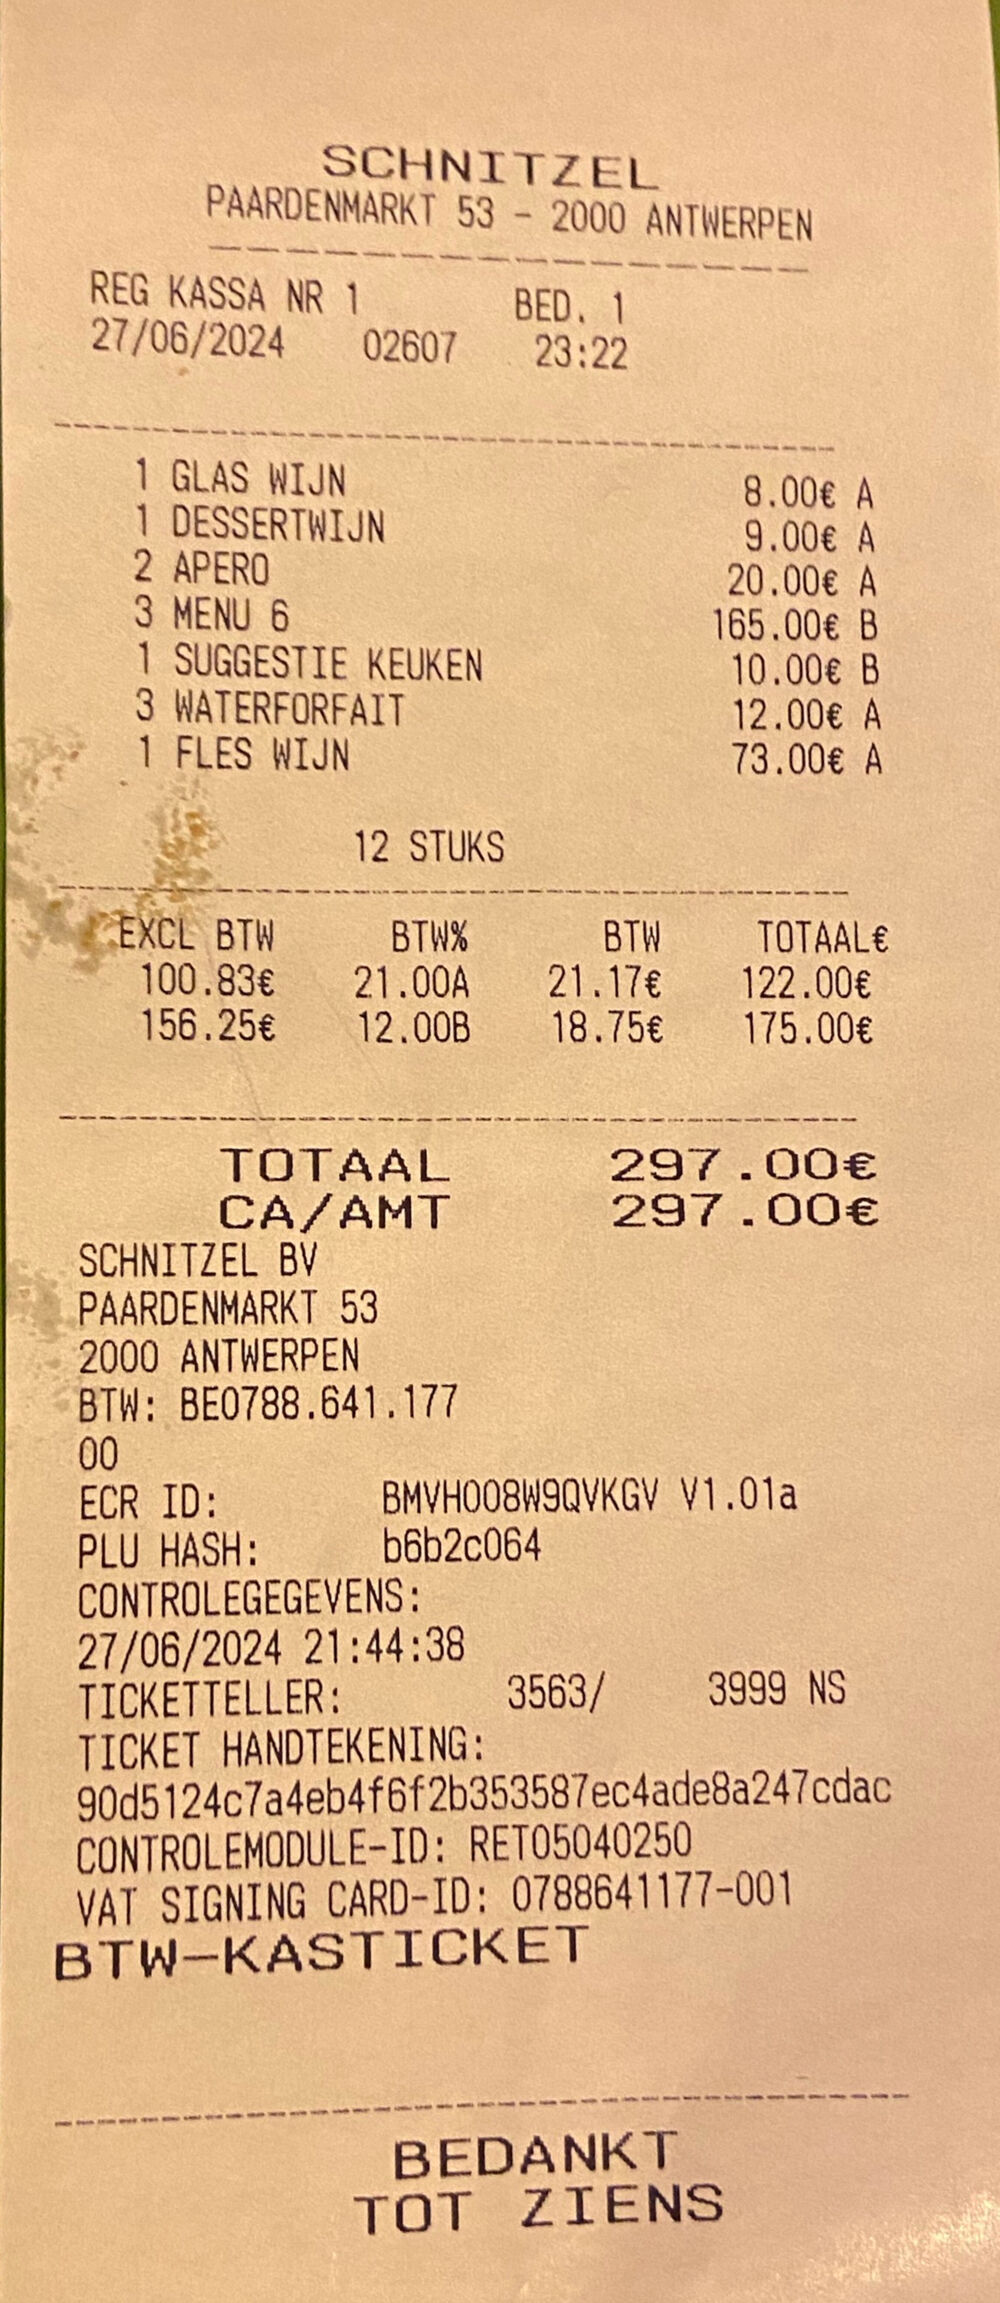 SCHNITZEL
PAARDENMARKT 53 - 2000 ANTWERPEN
REG KASSA NR 1 BED. 1
27/06/2024 02607 23:22
1 GLAS WIJN 8.00€ A
1 DESSERTWIJN 9.00€ A
2 APERO 20.00€ A
3 MENU 6 165.00€ B
1 SUGGESTIE KEUKEN 10.00€ B
3 WATERFORFAIT 12.00€ A
1 FLES WIJN 73.00€ A
12 STUKS
EXCL BTW BTW% BTW TOTAAL€
100.83€ 21.00A 21.17€ 122.00€
156.25€ 12.00B 18.75€ 175.00€
TOTAAL 297.00€
CA/AMT 297.00€
SCHNITZEL BV
PAARDENMARKT 53
2000 ANTWERPEN
BTW: BE0788.641.177
00
ECR ID: BMVH008W9QVKGV V1.01a
PLU HASH: b6b2c064
CONTROLEGEGEVENS:
27/06/2024 21:44:38
TICKETTELLER: 3563/ 3999 NS
TICKET HANDTEKENING:
90d5124c7a4eb4f6f2b353587ec4ade8a247cdac
CONTROLEMODULE-ID: RET05040250
VAT SIGNING CARD-ID: 0788641177-001
BTW-KASTICKET
BEDANKT
TOT ZIENS